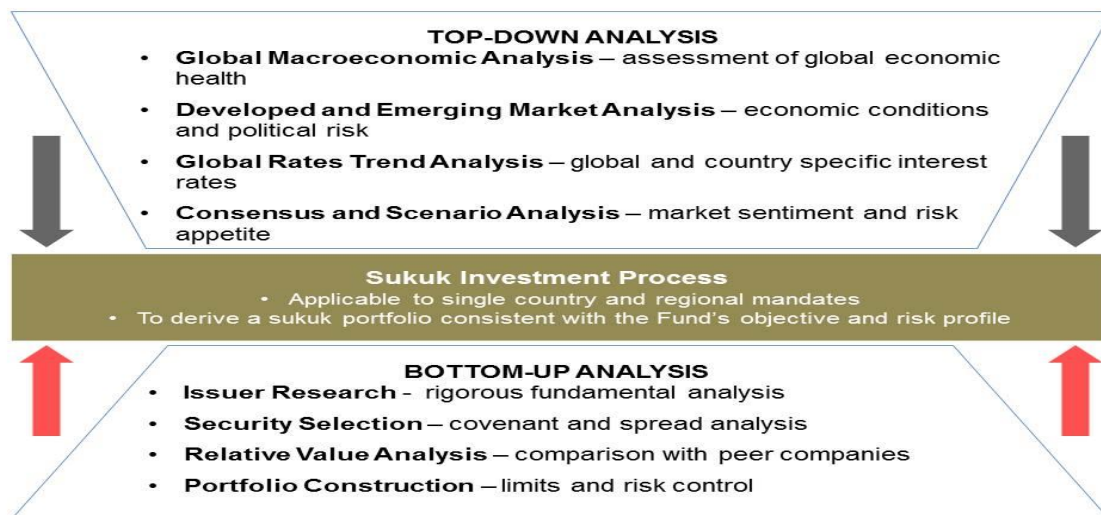 TOP-DOWN ANALYSIS
• Global Macroeconomic Analysis – assessment of global economic
health
• Developed and Emerging Market Analysis – economic conditions
and political risk
• Global Rates Trend Analysis – global and country specific interest
rates
• Consensus and Scenario Analysis – market sentiment and risk
appetite
Sukuk Investment Process
• Applicable to single country and regional mandates
• To derive a sukuk portfolio consistent with the Fund's objective and risk profile
BOTTOM-UP ANALYSIS
• Issuer Research - rigorous fundamental analysis
• Security Selection – covenant and spread analysis
• Relative Value Analysis – comparison with peer companies
• Portfolio Construction – limits and risk control